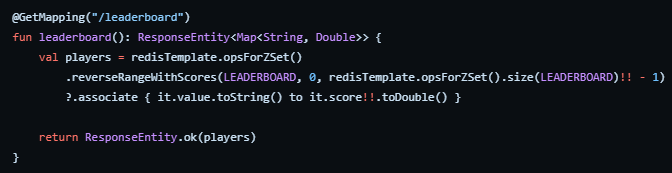 @GetMapping("/leaderboard")
fun leaderboard(): ResponseEntity<Map<String, Double>> {
    val players = redisTemplate.opsForZSet()
        .reverseRangeWithScores(LEADERBOARD, 0, redisTemplate.opsForZSet().size(LEADERBOARD)!! - 1)
        ?.associate { it.value.toString() to it.score!!.toDouble() }

    return ResponseEntity.ok(players)
}